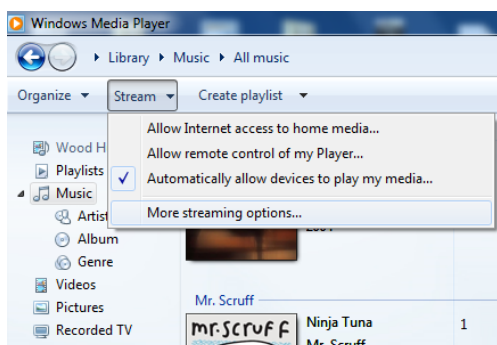 Windows Media Player
Library Music All music
Organize Stream Create playlist
Allow Internet access to home media...
Allow remote control of my Player...
Automatically allow devices to play my media...
More streaming options...
Wood H
Playlists
Music
Artist
Album
Genre
Videos
Pictures
Recorded TV
Mr. Scruff
mr.scruff
Ninja Tuna
1
Mr. Scruff